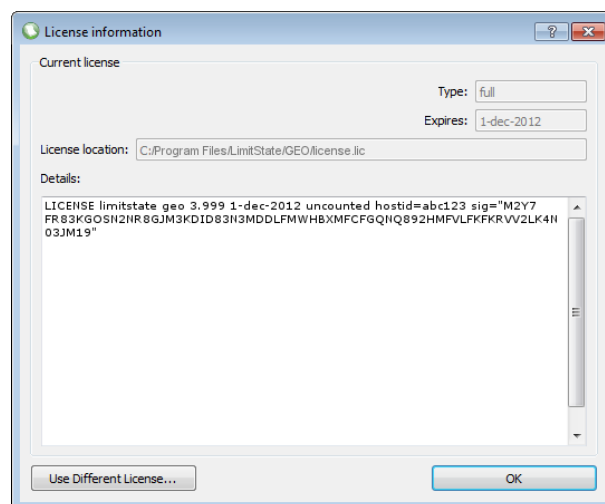 License information
Current license
Type: full
Expires: 1-dec-2012
License location: C:/Program Files/LimitState/GEO/license.lic
Details:
LICENSE limitstate geo 3.999 1-dec-2012 uncounted hostid=abc123 sig="M2Y7
FR83KGOSN2NR8GJM3KDID83N3MDDLFMWHBXMFCFGQNQ892HMFVLFKFKRVV2LK4N
03JM19"
Use Different License...
OK